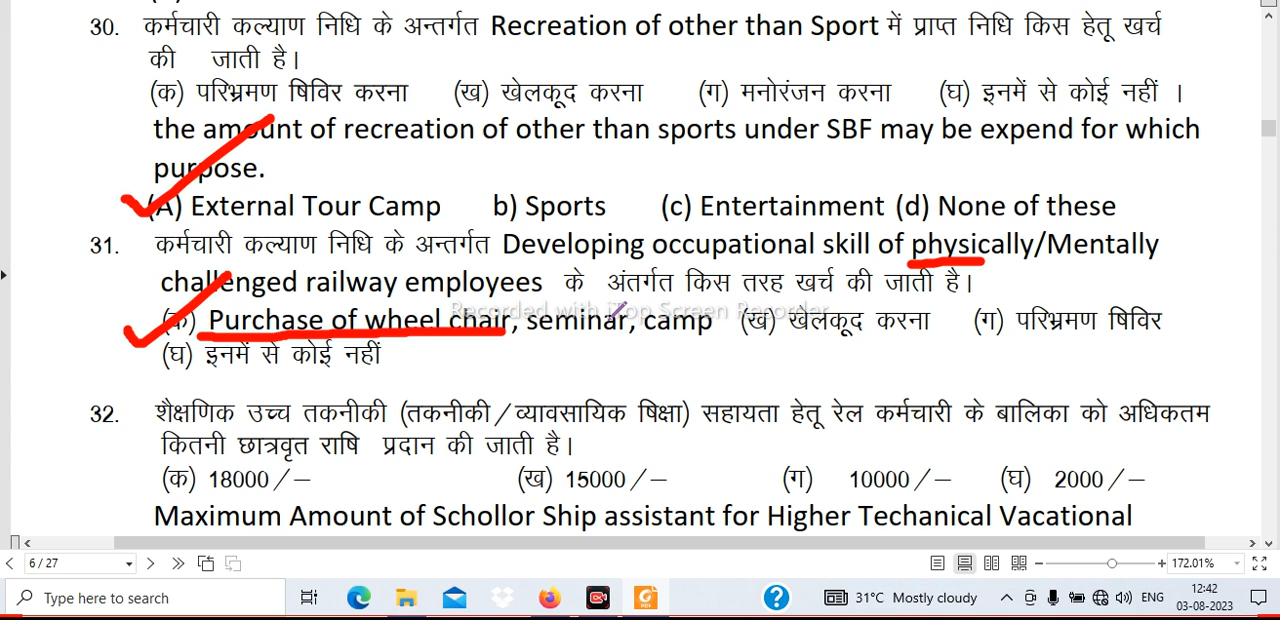 30. कर्मचारी कल्याण निधि के अन्तर्गत Recreation of other than Sport में प्राप्त निधि किस हेतू खर्च
की जाती है।
(क) परिभ्रमण षिविर करना (ख) खेलकूद करना (ग) मनोरंजन करना (घ) इनमें से कोई नहीं ।
the amount of recreation of other than sports under SBF may be expend for which
purpose.
(A) External Tour Camp b) Sports (c) Entertainment (d) None of these
31. कर्मचारी कल्याण निधि के अन्तर्गत Developing occupational skill of physically/Mentally
challenged railway employees के अंतर्गत किस तरह खर्च की जाती है।
Recorded with iTop Screen Recorder
(क) Purchase of wheel chair, seminar, camp (ख) खेलकूद करना (ग) परिभ्रमण षिविर
(घ) इनमें से कोई नहीं
32. शैक्षणिक उच्च तकनीकी (तकनीकी/व्यावसायिक षिक्षा) सहायता हेतू रेल कर्मचारी के बालिका को अधिकतम
कितनी छात्रवृत राषि प्रदान की जाती है।
(क) 18000/– (ख) 15000/– (ग) 10000/– (घ) 2000/–
Maximum Amount of Schollor Ship assistant for Higher Techanical Vacational
6 / 27 172.01%
Type here to search 31°C Mostly cloudy ENG 12:42
03-08-2023